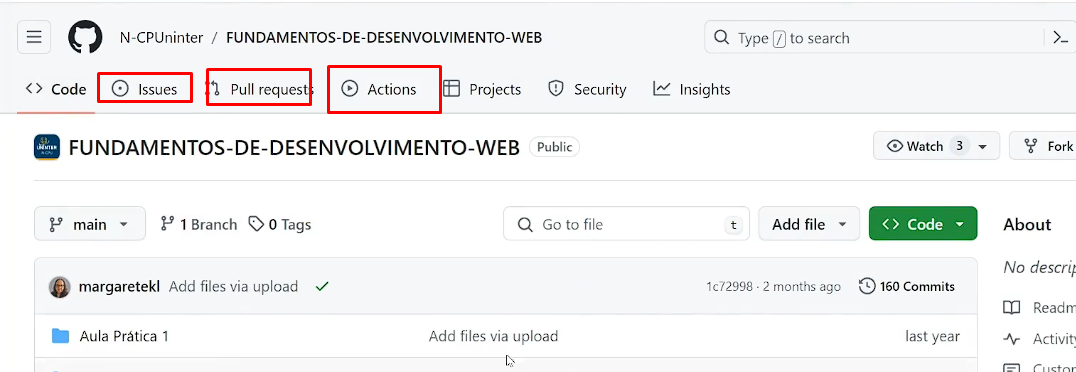 N-CPUninter / FUNDAMENTOS-DE-DESENVOLVIMENTO-WEB Type / to search
Code Issues Pull requests Actions Projects Security Insights
FUNDAMENTOS-DE-DESENVOLVIMENTO-WEB Public Watch 3 Fork
main 1 Branch 0 Tags Go to file t Add file Code About
No descrip
margaretekl Add files via upload 1c72998 · 2 months ago 160 Commits
Readm
Aula Prática 1 Add files via upload last year
Activity
Custom